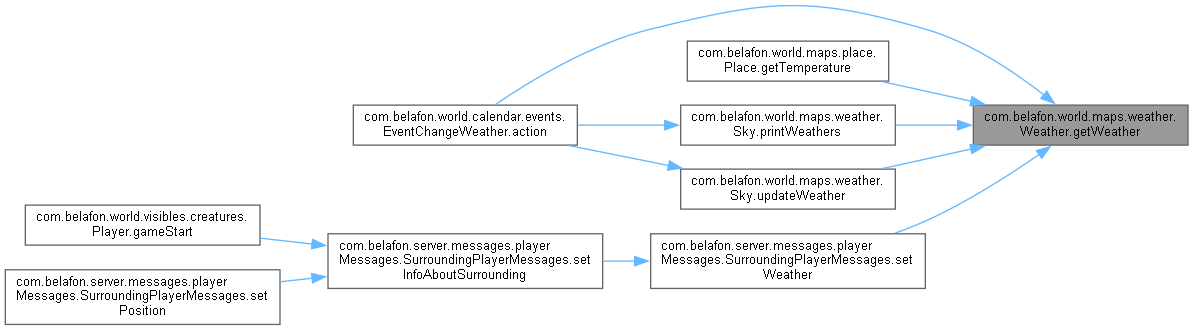 com.belafon.world.maps.place.
Place.getTemperature
com.belafon.world.calendar.events.
EventChangeWeather.action
com.belafon.world.maps.weather.
Sky.printWeathers
com.belafon.world.maps.weather.
Weather.getWeather
com.belafon.world.maps.weather.
Sky.updateWeather
com.belafon.world.visibles.creatures.
Player.gameStart
com.belafon.server.messages.player
Messages.SurroundingPlayerMessages.set
InfoAboutSurrounding
com.belafon.server.messages.player
Messages.SurroundingPlayerMessages.set
Weather
com.belafon.server.messages.player
Messages.SurroundingPlayerMessages.set
Position